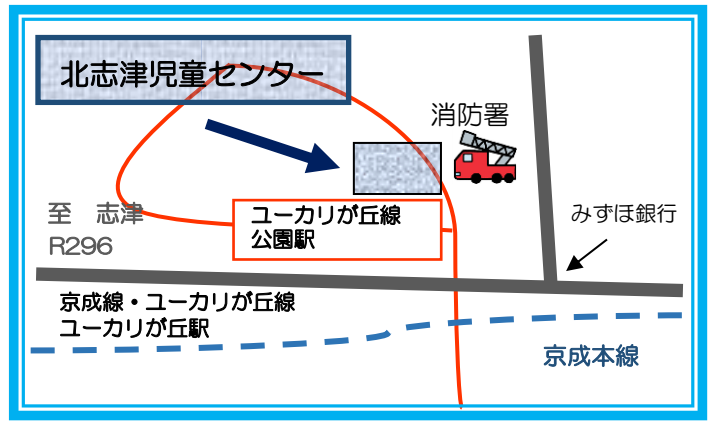 北志津児童センター
消防署
至　志津
R296
ユーカリが丘線
公園駅
みずほ銀行
京成線・ユーカリが丘線
ユーカリが丘駅
京成本線